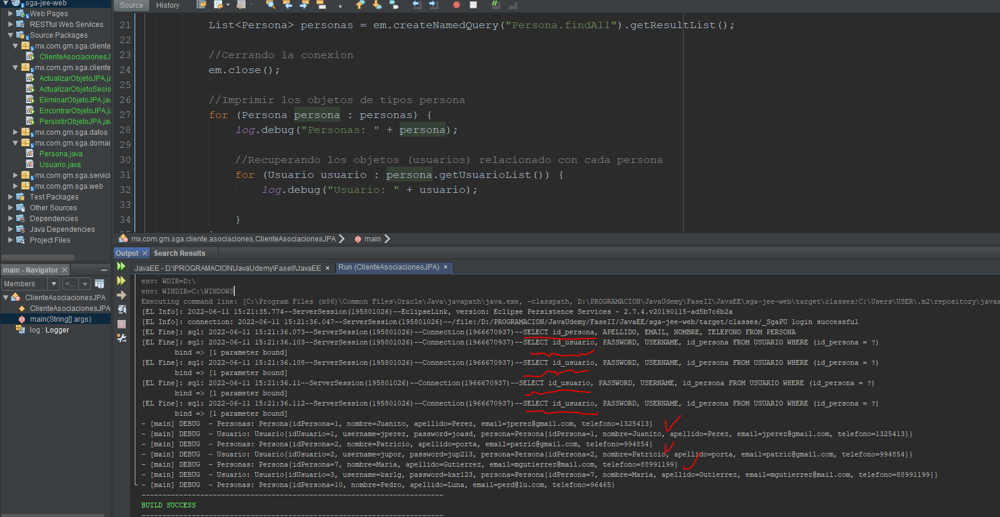 sga-jee-web
Web Pages
RESTful Web Services
Source Packages
mx.com.gm.sga.cliente
ClienteAsociacionesJ
mx.com.gm.sga.cliente
ActualizarObjetoJPA.ja
ActualizarObjetoSesio
EliminarObjetoJPA.jav
EncontrarObjetoJPA.ja
PersistirObjetoJPA.jav
mx.com.gm.sga.datos
mx.com.gm.sga.domai
Persona.java
Usuario.java
mx.com.gm.sga.servici
mx.com.gm.sga.web
Test Packages
Other Sources
Dependencies
Java Dependencies
Project Files
main - Navigator
Members
<...
ClienteAsociacionesJPA
ClienteAsociacionesJPA
main(String[] args)
log : Logger
Source History
21 List<Persona> personas = em.createNamedQuery("Persona.findAll").getResultList();
22
23 //Cerrando la conexion
24 em.close();
25
26 //Imprimir los objetos de tipos persona
27 for (Persona persona : personas) {
28 log.debug("Personas: " + persona);
29
30 //Recuperando los objetos (usuarios) relacionado con cada persona
31 for (Usuario usuario : persona.getUsuarioList()) {
32 log.debug("Usuario: " + usuario);
33
34 }
mx.com.gm.sga.cliente.asociaciones.ClienteAsociacionesJPA main
Output Search Results
JavaEE - D:\PROGRAMACION\JavaUdemy\FaseII\JavaEE Run (ClienteAsociacionesJPA)
env: WDIR=D:\
env: WINDIR=C:\WINDOWS
Executing command line: [C:\Program Files (x86)\Common Files\Oracle\Java\javapath\java.exe, -classpath, D:\PROGRAMACION\JavaUdemy\FaseII\JavaEE\sga-jee-web\target\classes;C:\Users\USER\.m2\repository\javax
[EL Info]: 2022-06-11 15:21:35.774--ServerSession(195801026)--EclipseLink, version: Eclipse Persistence Services - 2.7.4.v20190115-ad5b7c6b2a
[EL Info]: connection: 2022-06-11 15:21:36.047--ServerSession(195801026)--/file:/D:/PROGRAMACION/JavaUdemy/FaseII/JavaEE/sga-jee-web/target/classes/_SgaPU login successful
[EL Fine]: sql: 2022-06-11 15:21:36.073--ServerSession(195801026)--Connection(1966670937)--SELECT id_persona, APELLIDO, EMAIL, NOMBRE, TELEFONO FROM PERSONA
[EL Fine]: sql: 2022-06-11 15:21:36.103--ServerSession(195801026)--Connection(1966670937)--SELECT id_usuario, PASSWORD, USERNAME, id_persona FROM USUARIO WHERE (id_persona = ?)
bind => [1 parameter bound]
[EL Fine]: sql: 2022-06-11 15:21:36.108--ServerSession(195801026)--Connection(1966670937)--SELECT id_usuario, PASSWORD, USERNAME, id_persona FROM USUARIO WHERE (id_persona = ?)
bind => [1 parameter bound]
[EL Fine]: sql: 2022-06-11 15:21:36.11--ServerSession(195801026)--Connection(1966670937)--SELECT id_usuario, PASSWORD, USERNAME, id_persona FROM USUARIO WHERE (id_persona = ?)
bind => [1 parameter bound]
[EL Fine]: sql: 2022-06-11 15:21:36.112--ServerSession(195801026)--Connection(1966670937)--SELECT id_usuario, PASSWORD, USERNAME, id_persona FROM USUARIO WHERE (id_persona = ?)
bind => [1 parameter bound]
- [main] DEBUG - Personas: Persona{idPersona=1, nombre=Juanito, apellido=Perez, email=jperez@gmail.com, telefono=1325413}
- [main] DEBUG - Usuario: Usuario{idUsuario=1, username=jperez, password=joasd, persona=Persona{idPersona=1, nombre=Juanito, apellido=Perez, email=jperez@gmail.com, telefono=1325413}}
- [main] DEBUG - Personas: Persona{idPersona=2, nombre=Patricio, apellido=porta, email=patric@gmail.com, telefono=994854}
- [main] DEBUG - Usuario: Usuario{idUsuario=2, username=jupor, password=jup213, persona=Persona{idPersona=2, nombre=Patricio, apellido=porta, email=patric@gmail.com, telefono=994854}}
- [main] DEBUG - Personas: Persona{idPersona=7, nombre=Maria, apellido=Gutierrez, email=mgutierrez@mail.com, telefono=88991199}
- [main] DEBUG - Usuario: Usuario{idUsuario=3, username=karlg, password=karl23, persona=Persona{idPersona=7, nombre=Maria, apellido=Gutierrez, email=mgutierrez@mail.com, telefono=88991199}}
- [main] DEBUG - Personas: Persona{idPersona=10, nombre=Pedro, apellido=Luna, email=perd@lu.com, telefono=96465}
------------------------------------------------------------------------
BUILD SUCCESS
------------------------------------------------------------------------